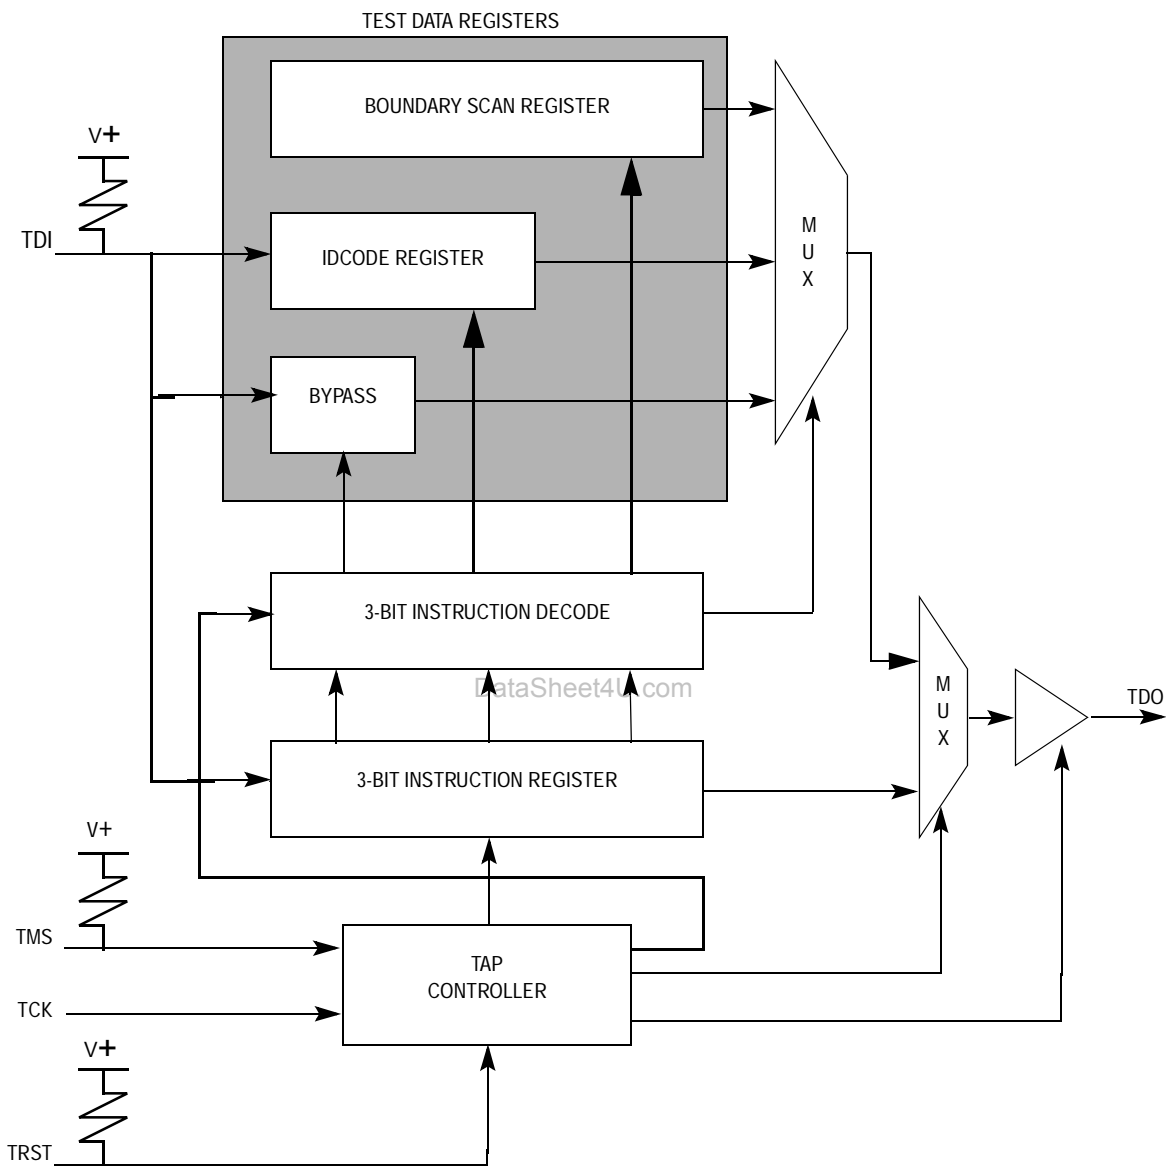 TEST DATA REGISTERS
BOUNDARY SCAN REGISTER
V+
TDI
IDCODE REGISTER
M
U
X
BYPASS
3-BIT INSTRUCTION DECODE
DataSheet4U.com
M
U
X
TDO
3-BIT INSTRUCTION REGISTER
V+
TMS
TAP
CONTROLLER
TCK
V+
TRST